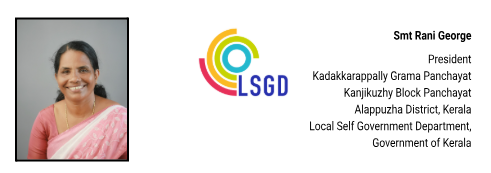 LSGD
Smt Rani George
President
Kadakkarappally Grama Panchayat
Kanjikuzhy Block Panchayat
Alappuzha District, Kerala
Local Self Government Department,
Government of Kerala